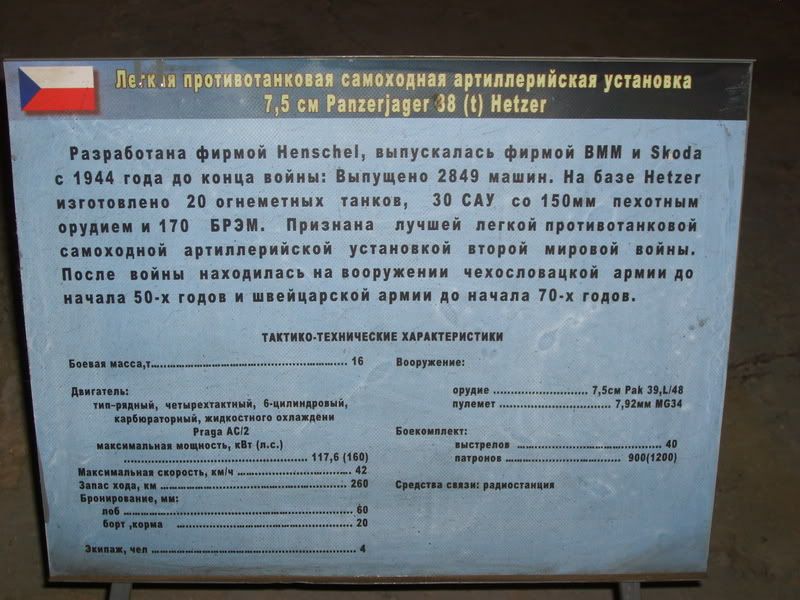 Легкая противотанковая самоходная артиллерийская установка
7,5 см Panzerjager 38 (t) Hetzer
Разработана фирмой Henschel, выпускалась фирмой BMM и Skoda
с 1944 года до конца войны: Выпущено 2849 машин. На базе Hetzer
изготовлено 20 огнеметных танков, 30 САУ со 150мм пехотным
орудием и 170 БРЭМ. Признана лучшей легкой противотанковой
самоходной артиллерийской установкой второй мировой войны.
После войны находилась на вооружении чехословацкой армии до
начала 50-х годов и швейцарской армии до начала 70-х годов.
ТАКТИКО-ТЕХНИЧЕСКИЕ ХАРАКТЕРИСТИКИ
Боевая масса,т 16
Двигатель:
тип-рядный, четырехтактный, 6-цилиндровый,
карбюраторный, жидкостного охлаждени
Praga AC/2
максимальная мощность, кВт (л.с.)
117,6 (160)
Максимальная скорость, км/ч 42
Запас хода, км 260
Бронирование, мм:
лоб 60
борт ,корма 20
Экипаж, чел 4
Вооружение:
орудие 7,5см Pak 39,L/48
пулемет 7,92мм MG34
Боекомплект:
выстрелов 40
патронов 900(1200)
Средства связи: радиостанция